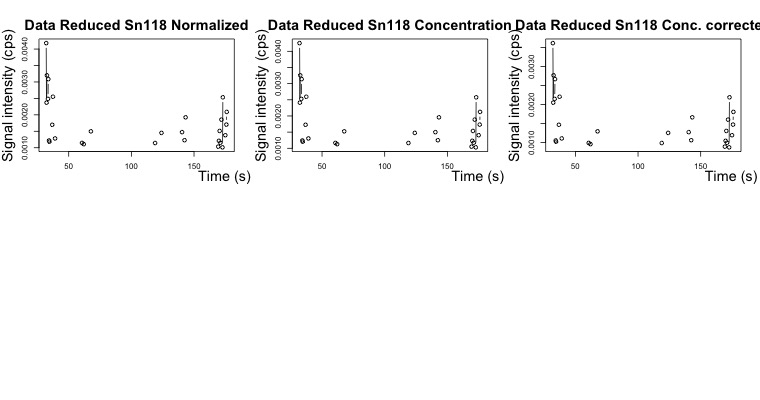 Data Reduced Sn118 Normalized
Signal intensity (cps)
0.0010 0.0020 0.0030 0.0040
50 100 150
Time (s)
Data Reduced Sn118 Concentration
Signal intensity (cps)
0.0010 0.0020 0.0030 0.0040
50 100 150
Time (s)
Data Reduced Sn118 Conc. correcte
Signal intensity (cps)
0.0010 0.0020 0.0030
50 100 150
Time (s)